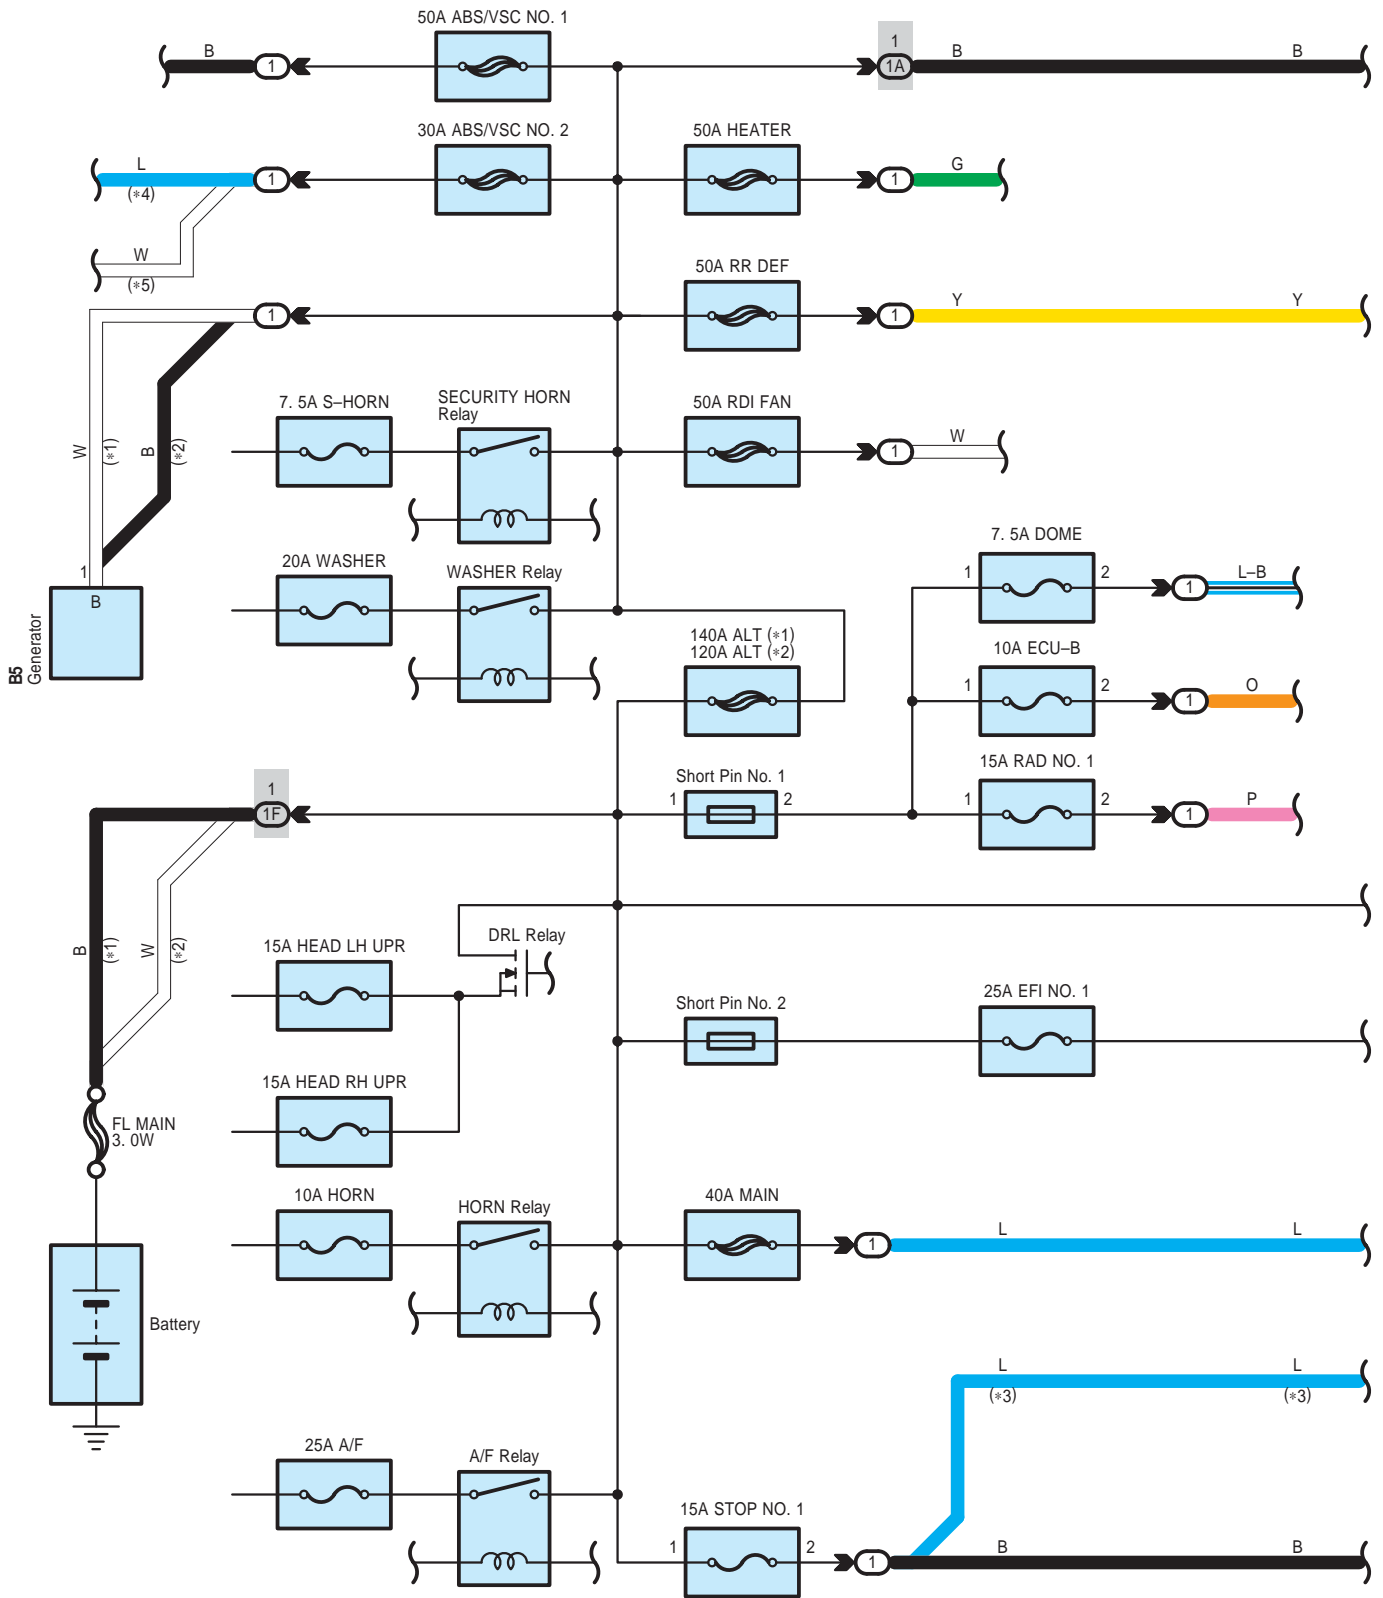 50A ABS/VSC NO. 1
B
1
1
1A
B
B
30A ABS/VSC NO. 2
50A HEATER
L
(*4)
1
1
G
W
(*5)
50A RR DEF
1
1
Y
Y
7. 5A S–HORN
SECURITY HORN
Relay
50A RDI FAN
W
(*1)
B
(*2)
1
W
7. 5A DOME
1
2
1
L–B
20A WASHER
WASHER Relay
1
B
B5
Generator
140A ALT (*1)
120A ALT (*2)
10A ECU–B
1
2
1
O
15A RAD NO. 1
1
2
1
P
Short Pin No. 1
1
2
1
1F
B
(*1)
W
(*2)
15A HEAD LH UPR
DRL Relay
Short Pin No. 2
25A EFI NO. 1
15A HEAD RH UPR
FL MAIN
3. 0W
10A HORN
HORN Relay
40A MAIN
1
L
L
Battery
L
(*3)
L
(*3)
25A A/F
A/F Relay
15A STOP NO. 1
1
2
1
B
B